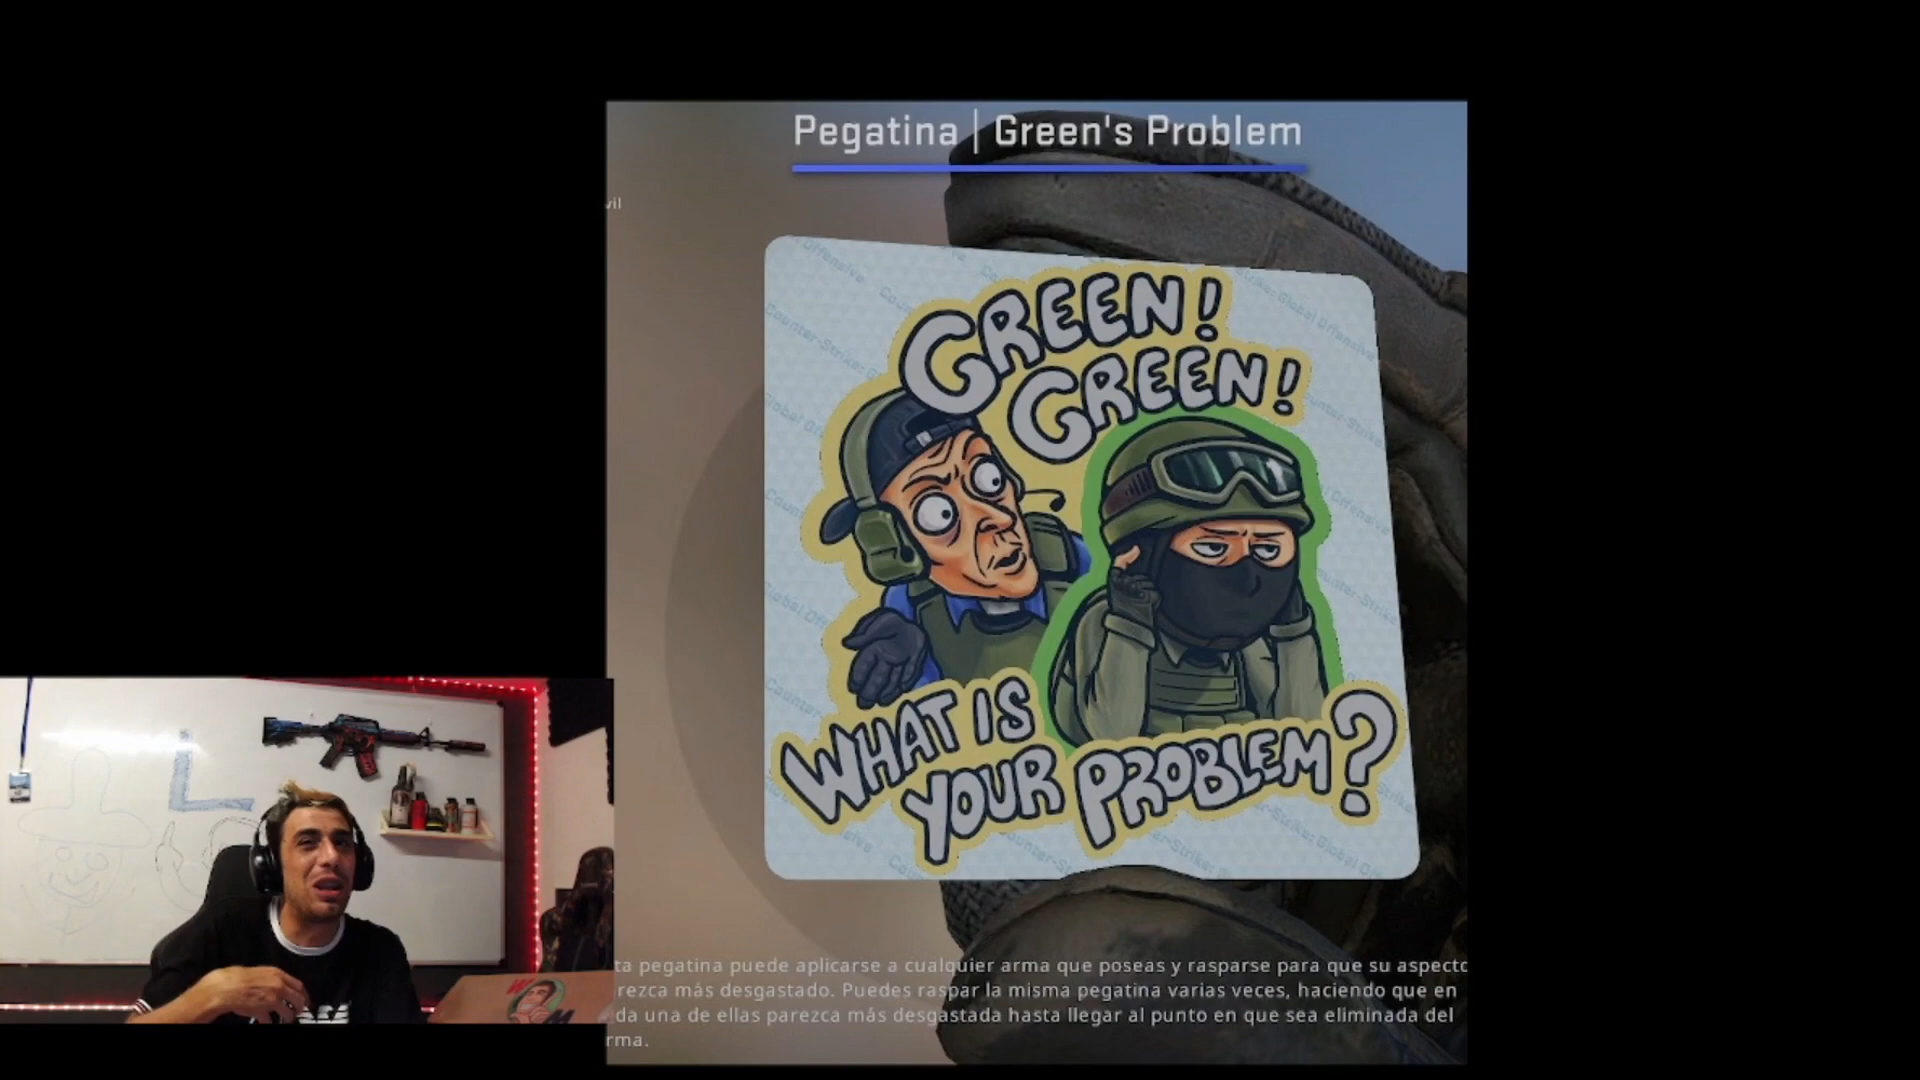 Pegatina | Green's Problem
vil
GREEN!
GREEN!
WHAT IS
YOUR PROBLEM?
ta pegatina puede aplicarse a cualquier arma que poseas y rasparse para que su aspecto
rezca más desgastado. Puedes raspar la misma pegatina varias veces, haciendo que en
da una de ellas parezca más desgastada hasta llegar al punto en que sea eliminada del
rma.